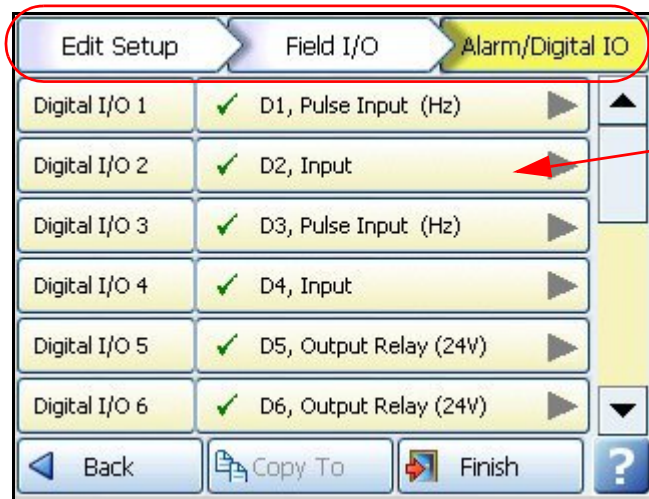 Edit Setup Field I/O Alarm/Digital IO
Digital I/O 1 D1, Pulse Input (Hz)
Digital I/O 2 D2, Input
Digital I/O 3 D3, Pulse Input (Hz)
Digital I/O 4 D4, Input
Digital I/O 5 D5, Output Relay (24V)
Digital I/O 6 D6, Output Relay (24V)
Back Copy To Finish ?